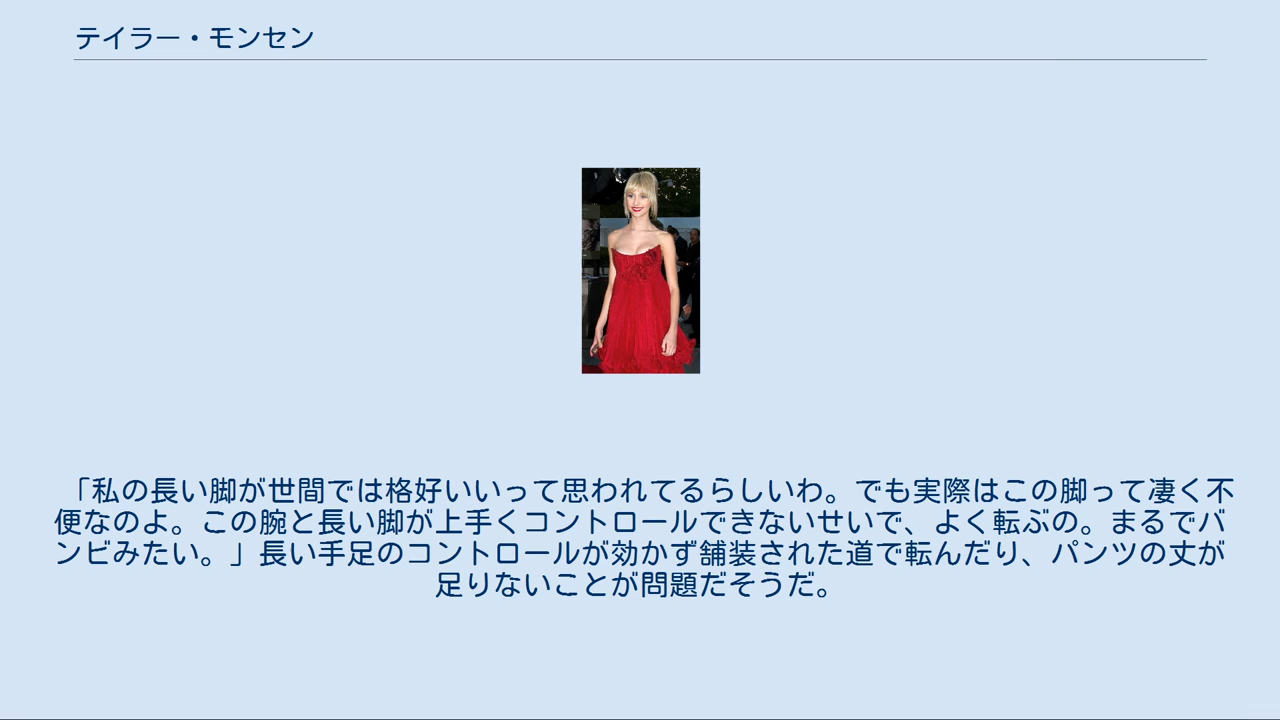 テイラー・モンセン
「私の長い脚が世間では格好いいって思われてるらしいわ。でも実際はこの脚って凄く不
便なのよ。この腕と長い脚が上手くコントロールできないせいで、よく転ぶの。まるでバ
ンビみたい。」長い手足のコントロールが効かず舗装された道で転んだり、パンツの丈が
足りないことが問題だそうだ。